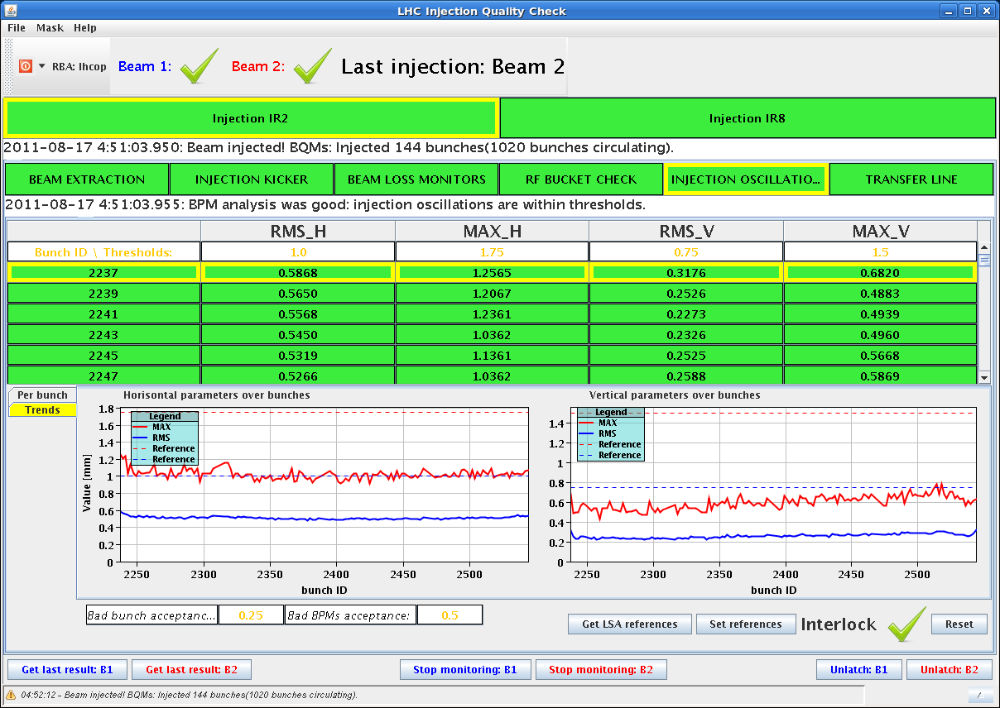 LHC Injection Quality Check
File Mask Help
RBA: lhcop Beam 1: Beam 2: Last injection: Beam 2
Injection IR2 Injection IR8
2011-08-17 4:51:03.950: Beam injected! BQMs: Injected 144 bunches(1020 bunches circulating).
BEAM EXTRACTION INJECTION KICKER BEAM LOSS MONITORS RF BUCKET CHECK INJECTION OSCILLATIO... TRANSFER LINE
2011-08-17 4:51:03.955: BPM analysis was good: injection oscillations are within thresholds.
RMS_H MAX_H RMS_V MAX_V
Bunch ID \ Thresholds: 1.0 1.75 0.75 1.5
2237 0.5868 1.2565 0.3176 0.6820
2239 0.5650 1.2067 0.2526 0.4883
2241 0.5568 1.2361 0.2273 0.4939
2243 0.5450 1.0362 0.2326 0.4960
2245 0.5319 1.1361 0.2525 0.5668
2247 0.5266 1.0362 0.2588 0.5869
Per bunch
Trends
Horisontal parameters over bunches
Value [mm]
1.8
1.6
1.4
1.2
1
0.8
0.6
0.4
0.2
0
Legend
MAX
RMS
Reference
Reference
2250 2300 2350 2400 2450 2500
bunch ID
Vertical parameters over bunches
1.4
1.2
1
0.8
0.6
0.4
0.2
0
Legend
MAX
RMS
Reference
Reference
2250 2300 2350 2400 2450 2500
bunch ID
Bad bunch acceptanc... 0.25 Bad BPMs acceptance: 0.5
Get LSA references Set references Interlock Reset
Get last result: B1 Get last result: B2 Stop monitoring: B1 Stop monitoring: B2 Unlatch: B1 Unlatch: B2
04:52:12 - Beam injected! BQMs: Injected 144 bunches(1020 bunches circulating).